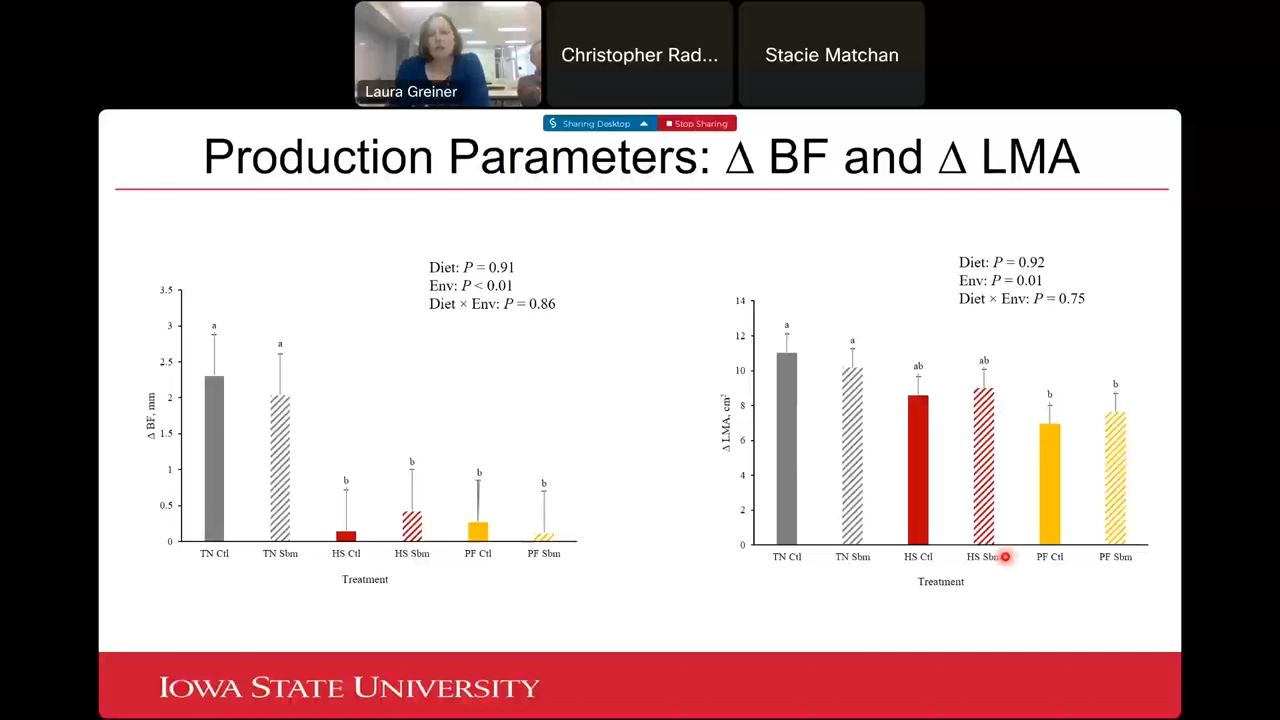 Christopher Rad...
Stacie Matchan
Laura Greiner
Sharing Desktop
Stop Sharing
Production Parameters: Δ BF and Δ LMA
Diet: P = 0.91
Env: P < 0.01
Diet × Env: P = 0.86
3.5
3
2.5
2
1.5
1
0.5
0
Δ BF, mm
a
a
b
b
b
b
TN Ctl
TN Sbm
HS Ctl
HS Sbm
PF Ctl
PF Sbm
Treatment
Diet: P = 0.92
Env: P = 0.01
Diet × Env: P = 0.75
14
12
10
8
6
4
2
0
Δ LMA, cm²
a
a
ab
ab
b
b
TN Ctl
TN Sbm
HS Ctl
HS Sbm
PF Ctl
PF Sbm
Treatment
IOWA STATE UNIVERSITY